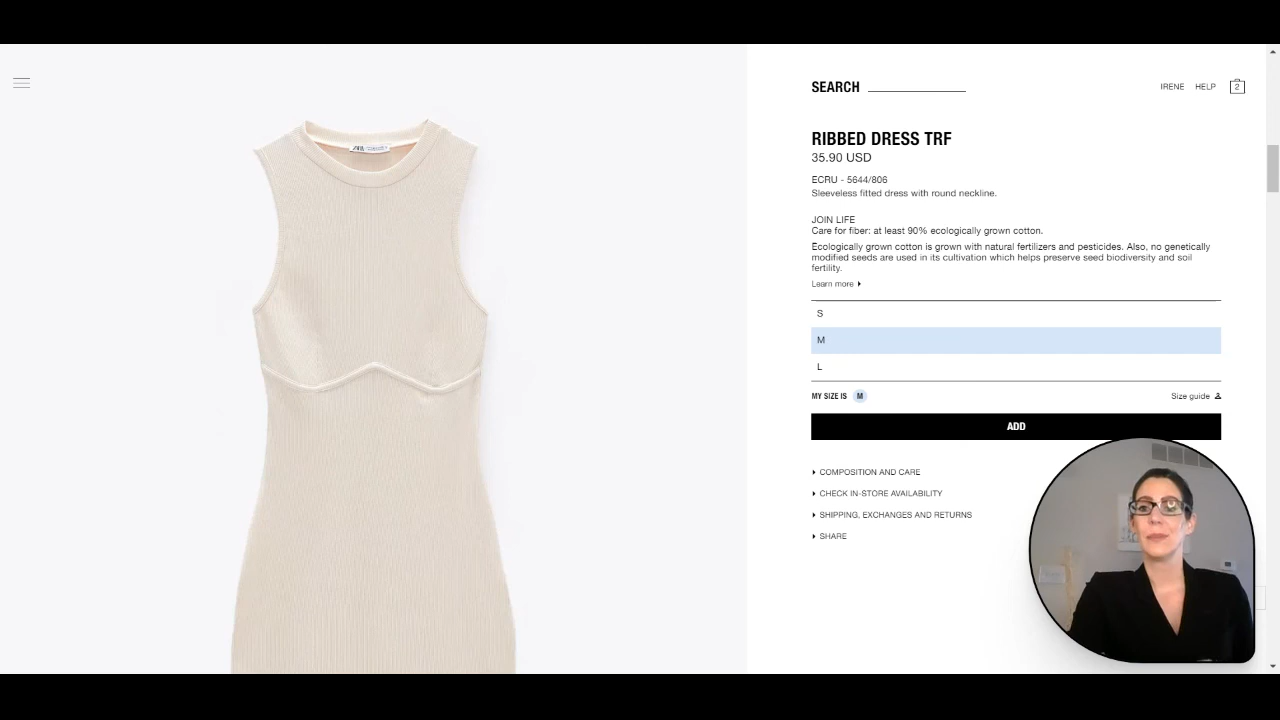 SEARCH
IRENE HELP 2
RIBBED DRESS TRF
35.90 USD
ECRU - 5644/806
Sleeveless fitted dress with round neckline.
JOIN LIFE
Care for fiber: at least 90% ecologically grown cotton.
Ecologically grown cotton is grown with natural fertilizers and pesticides. Also, no genetically
modified seeds are used in its cultivation which helps preserve seed biodiversity and soil
fertility.
Learn more
S
M
L
MY SIZE IS M Size guide
ADD
COMPOSITION AND CARE
CHECK IN-STORE AVAILABILITY
SHIPPING, EXCHANGES AND RETURNS
SHARE